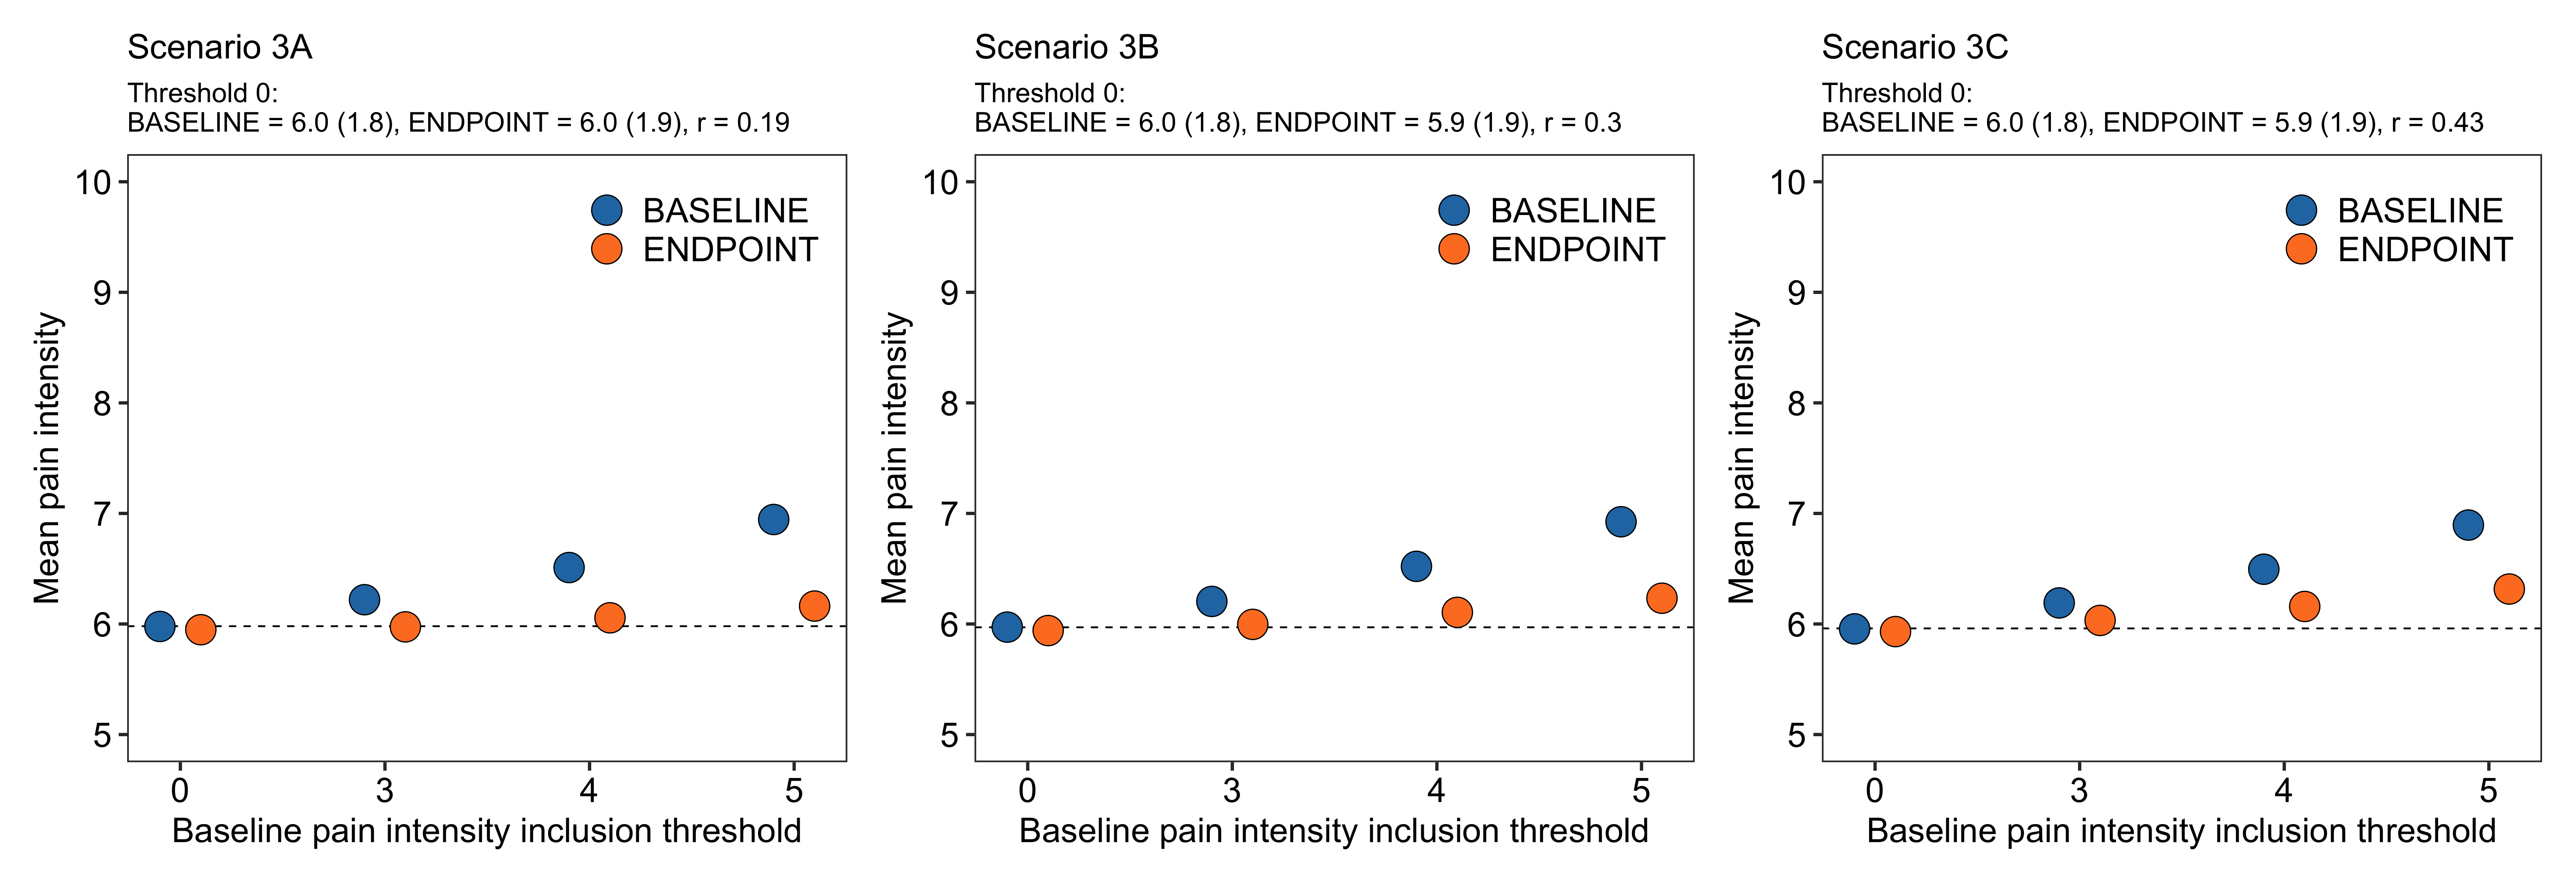 Scenario 3A
Threshold 0:
BASELINE = 6.0 (1.8), ENDPOINT = 6.0 (1.9), r = 0.19
BASELINE
ENDPOINT
10
9
8
7
6
5
Mean pain intensity
0 3 4 5
Baseline pain intensity inclusion threshold
Scenario 3B
Threshold 0:
BASELINE = 6.0 (1.8), ENDPOINT = 5.9 (1.9), r = 0.3
BASELINE
ENDPOINT
10
9
8
7
6
5
Mean pain intensity
0 3 4 5
Baseline pain intensity inclusion threshold
Scenario 3C
Threshold 0:
BASELINE = 6.0 (1.8), ENDPOINT = 5.9 (1.9), r = 0.43
BASELINE
ENDPOINT
10
9
8
7
6
5
Mean pain intensity
0 3 4 5
Baseline pain intensity inclusion threshold